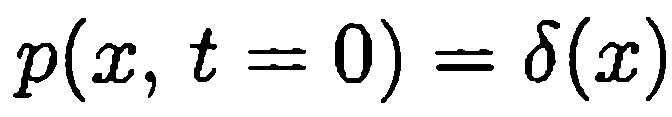 p(x, t = 0) = δ(x)